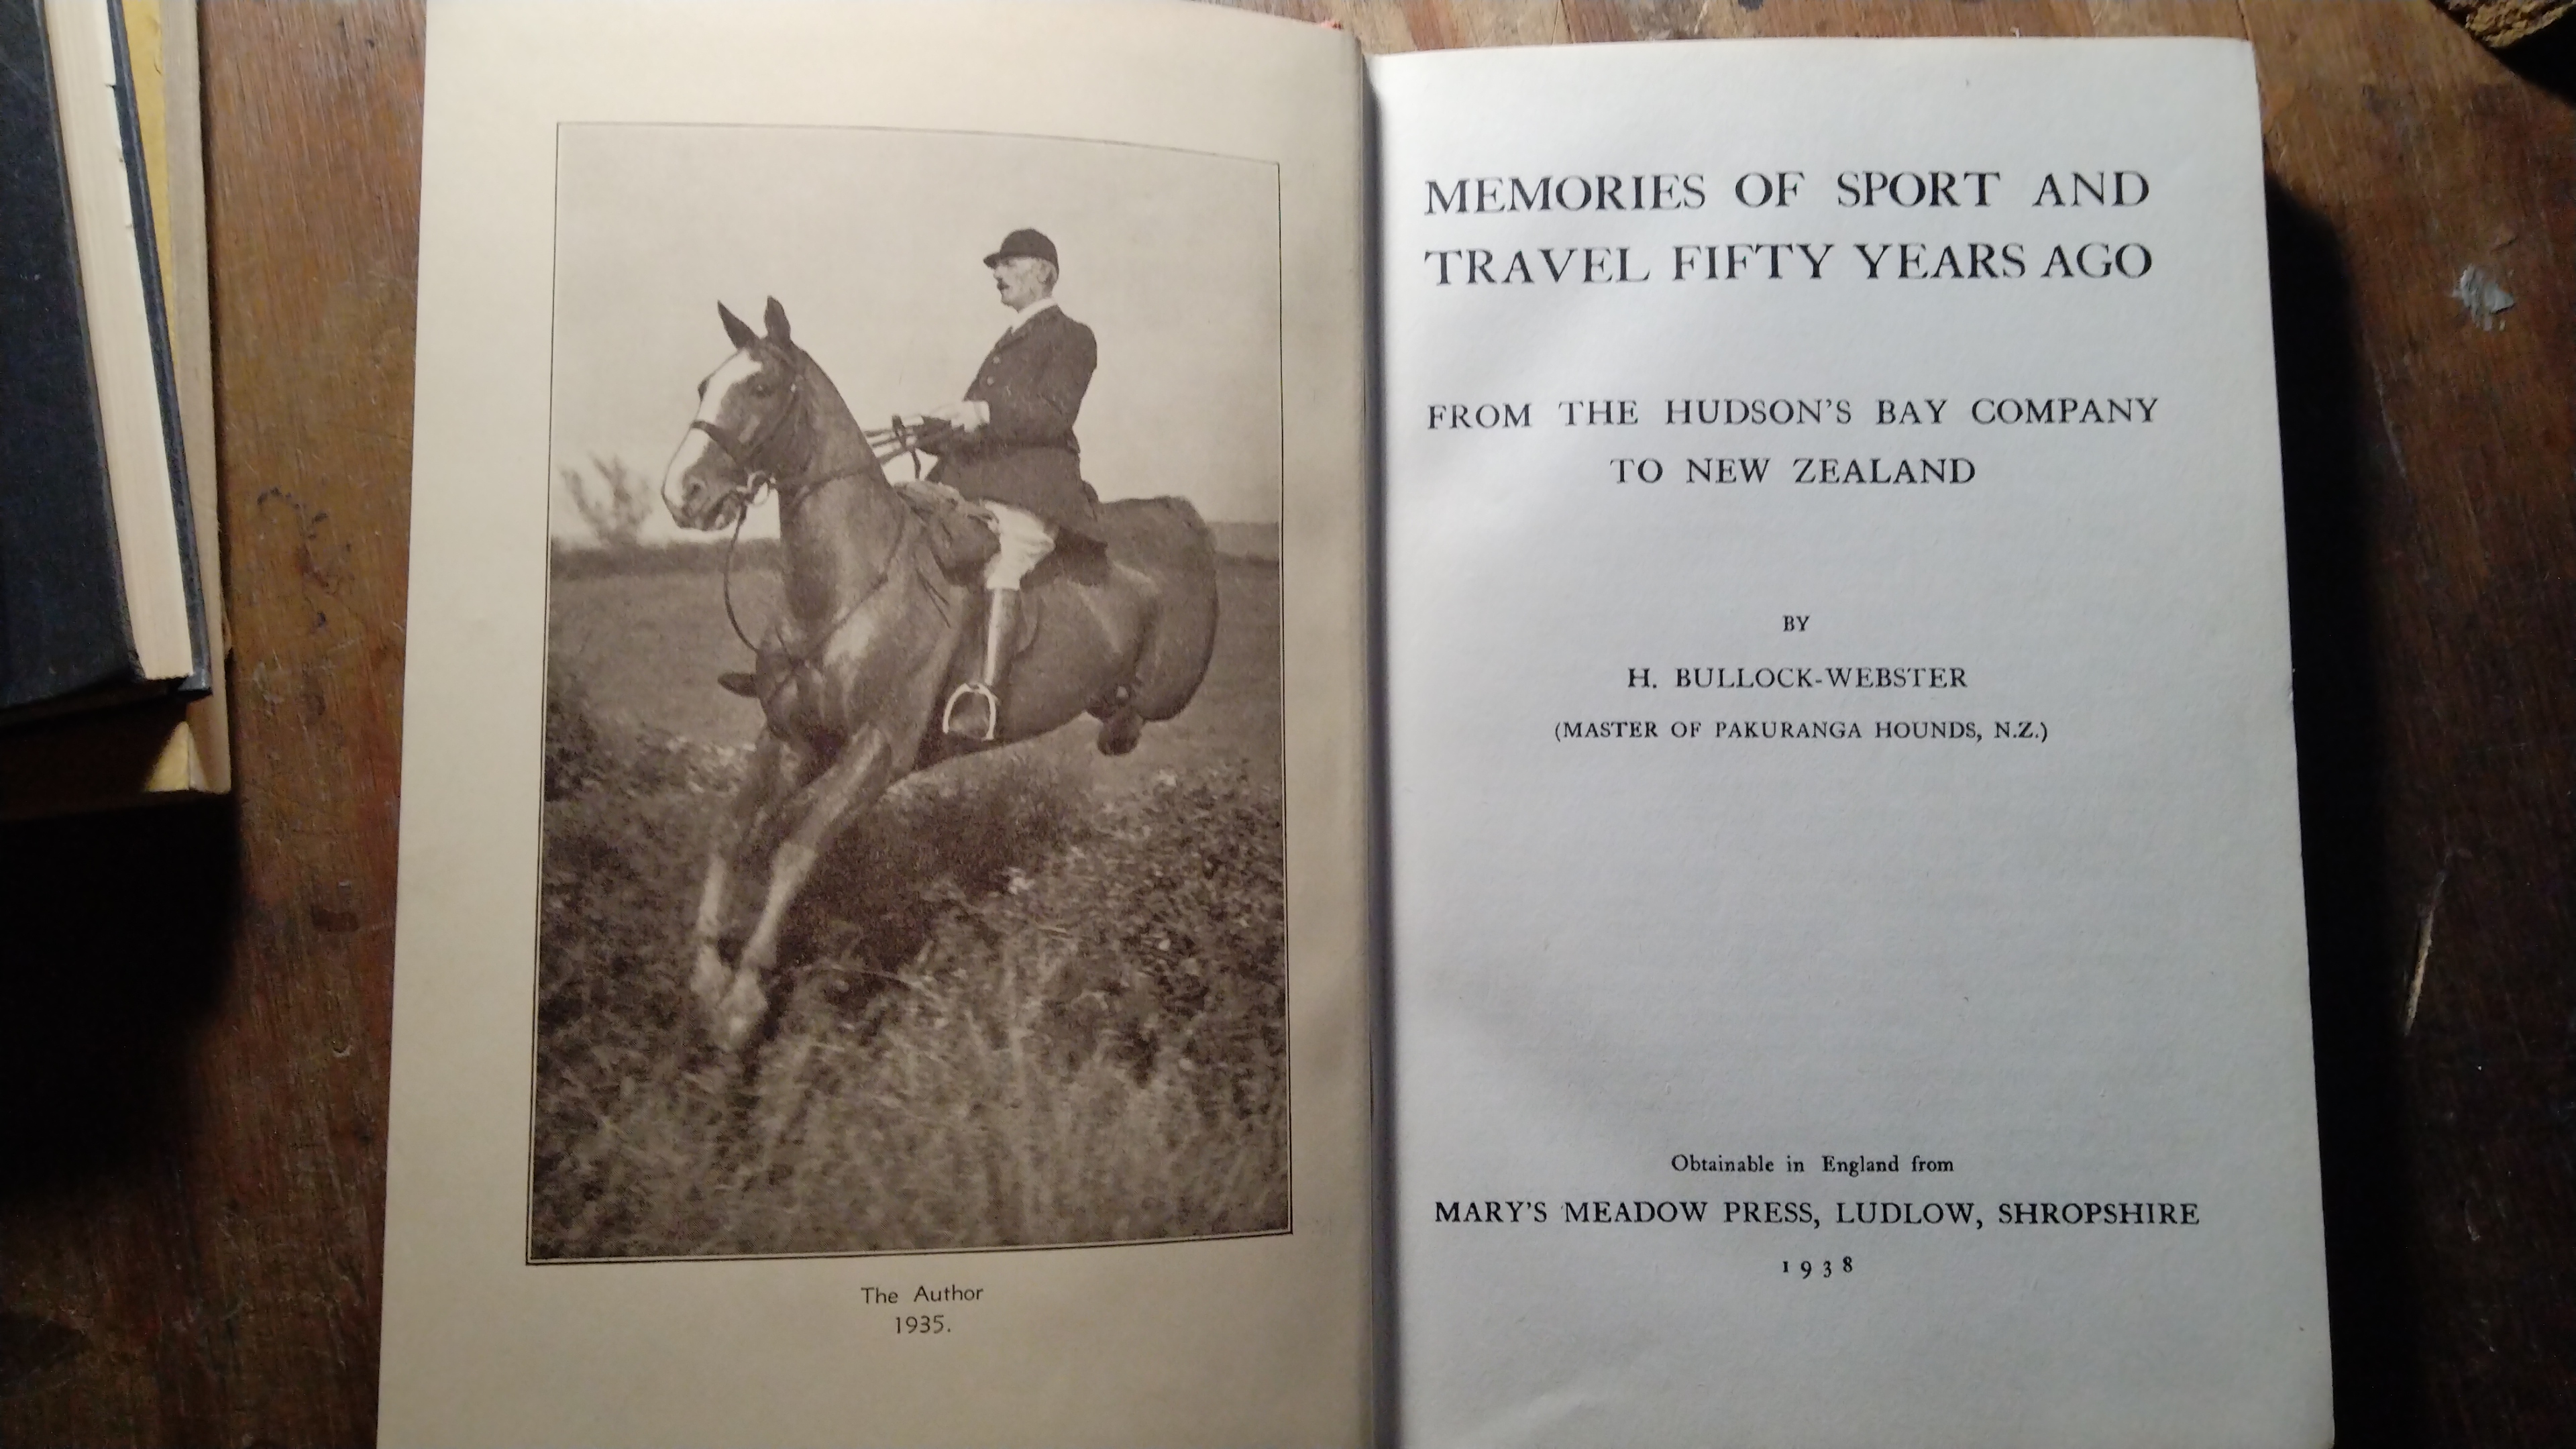 The Author
1935.
MEMORIES OF SPORT AND
TRAVEL FIFTY YEARS AGO
FROM THE HUDSON'S BAY COMPANY
TO NEW ZEALAND
BY
H. BULLOCK-WEBSTER
(MASTER OF PAKURANGA HOUNDS, N.Z.)
Obtainable in England from
MARY'S MEADOW PRESS, LUDLOW, SHROPSHIRE
1938